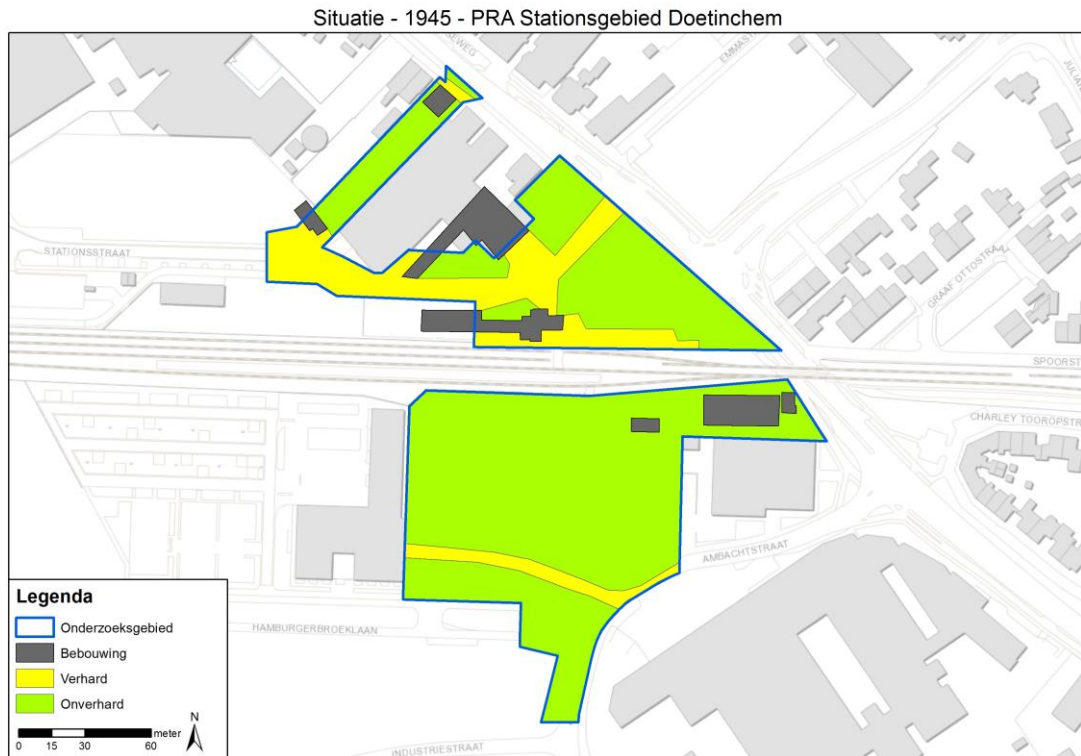 Situatie - 1945 - PRA Stationsgebied Doetinchem
EMMAST
STATIONSSTRAAT
GRAAF OTTOSTRAAT
SPOORST
CHARLEY TOOROPSTR
AMBACHTSTRAAT
HAMBURGERBROEKLAAN
INDUSTRIESTRAAT
Legenda
Onderzoeksgebied
Bebouwing
Verhard
Onverhard
N
0 15 30 60 meter